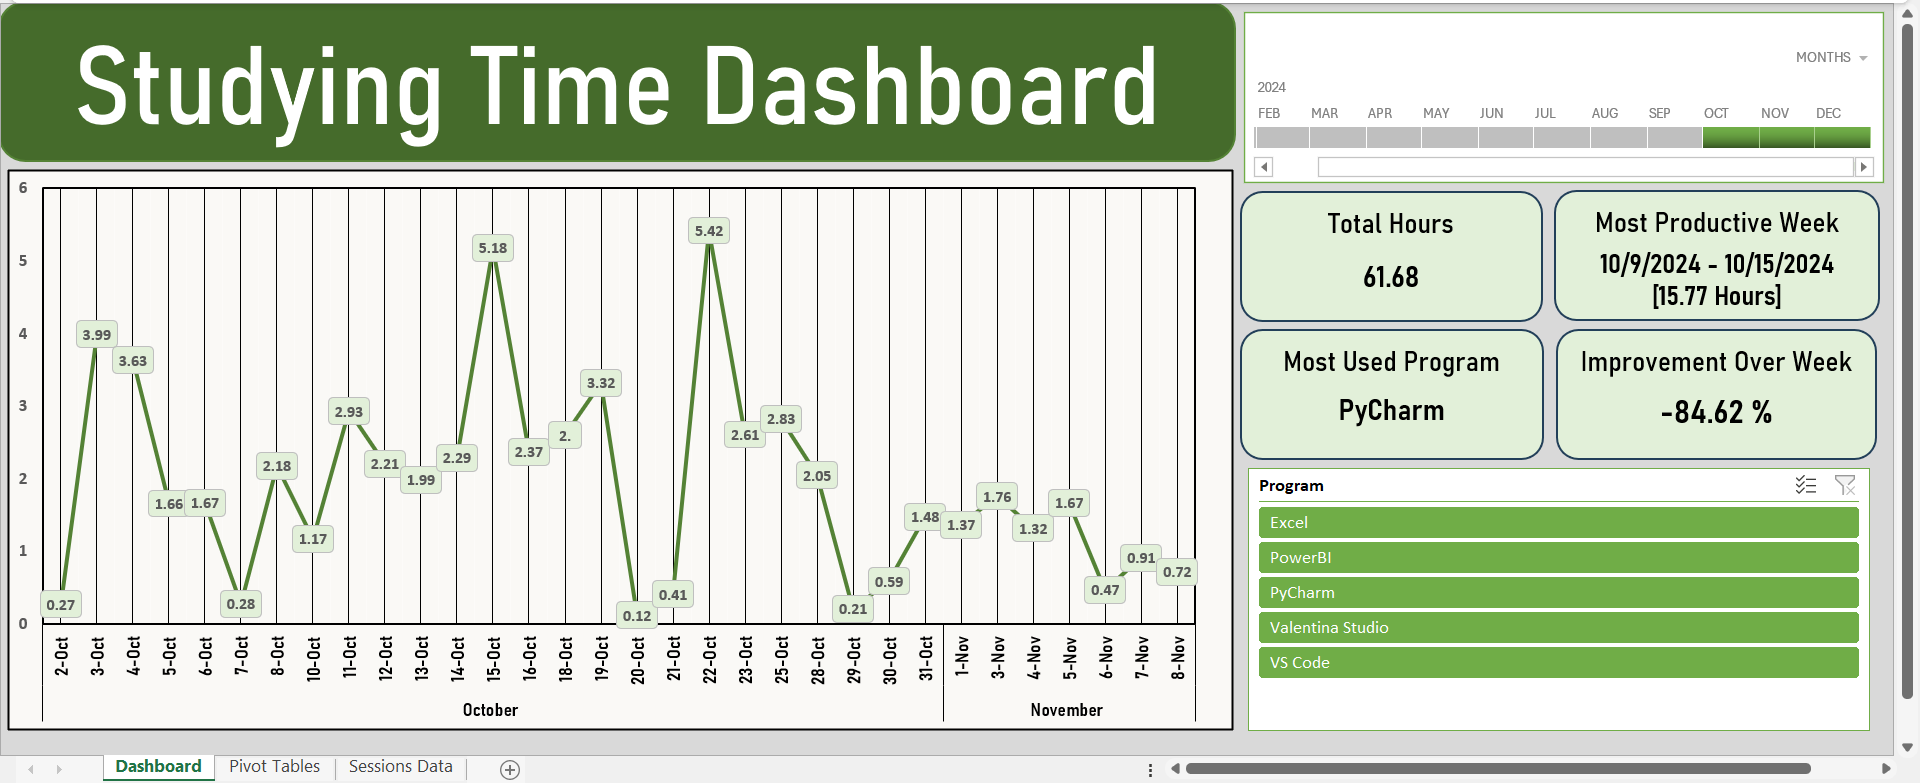 Studying Time Dashboard
MONTHS
2024
FEB MAR APR MAY JUN JUL AUG SEP OCT NOV DEC
Total Hours
61.68
Most Productive Week
10/9/2024 - 10/15/2024
[15.77 Hours]
Most Used Program
PyCharm
Improvement Over Week
-84.62 %
Program
Excel
PowerBI
PyCharm
Valentina Studio
VS Code
6
5
4
3
2
1
0
0.27
3.99
3.63
1.66
1.67
0.28
2.18
1.17
2.93
2.21
1.99
2.29
5.18
2.37
2.
3.32
0.12
0.41
5.42
2.61
2.83
2.05
0.21
0.59
1.48
1.37
1.76
1.32
1.67
0.47
0.91
0.72
2-Oct
3-Oct
4-Oct
5-Oct
6-Oct
7-Oct
8-Oct
10-Oct
11-Oct
12-Oct
13-Oct
14-Oct
15-Oct
16-Oct
18-Oct
19-Oct
20-Oct
21-Oct
22-Oct
23-Oct
25-Oct
28-Oct
29-Oct
30-Oct
31-Oct
1-Nov
3-Nov
4-Nov
5-Nov
6-Nov
7-Nov
8-Nov
October November
Dashboard Pivot Tables Sessions Data